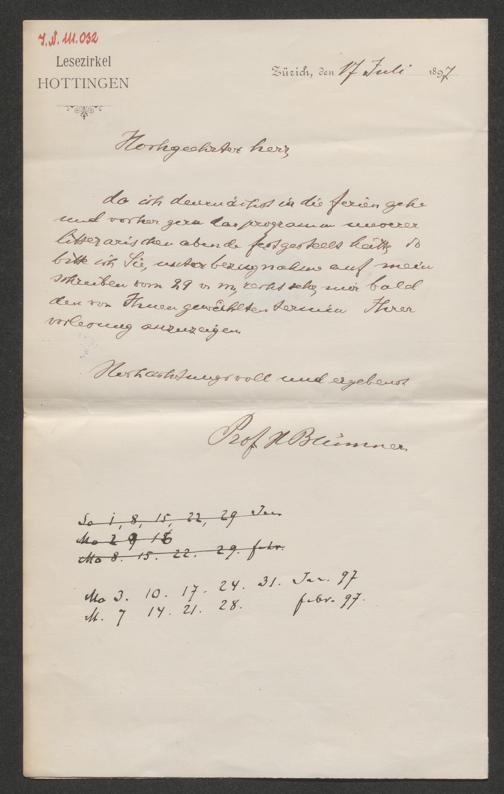 I.N. 111.032
Lesezirkel
HOTTINGEN
Zürich, den 17 Juli 1897
Hochgeehrter herr,
da ich demnächst in die ferien gehe
und vorher gern das programm unserer
litterarischen abende festgestellt hätte, so
bitte ich Sie, unter bezugnahme auf mein
schreiben vom 29 v m, recht sehr, mir bald
den von Ihnen gewählten termin Ihrer
vorlesung anzuzeigen
Hochachtungsvoll und ergebenst
Prof H Blümner
So 1, 8, 15, 22, 29 Jan
Mo 2 9 16
Mo 8. 15. 22. 29. febr.
Mo 3. 10. 17. 24. 31. Jan. 97
M. 7 14. 21. 28. febr. 97.